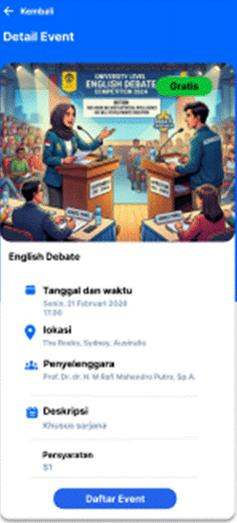 Kembali
Detail Event
UNIVERSITY LEVEL
ENGLISH DEBATE
COMPETITION 2024
Gratis
English Debate
Tanggal dan waktu
Senin, 21 Februari
17:00
lokasi
The Rocks, Sydney, Australia
Penyelenggara
Prof. Dr. dr. H. M Rafi Mahendra Putra, Sp.A.
Deskripsi
Khusus sarjana
Persyaratan
S1
Daftar Event